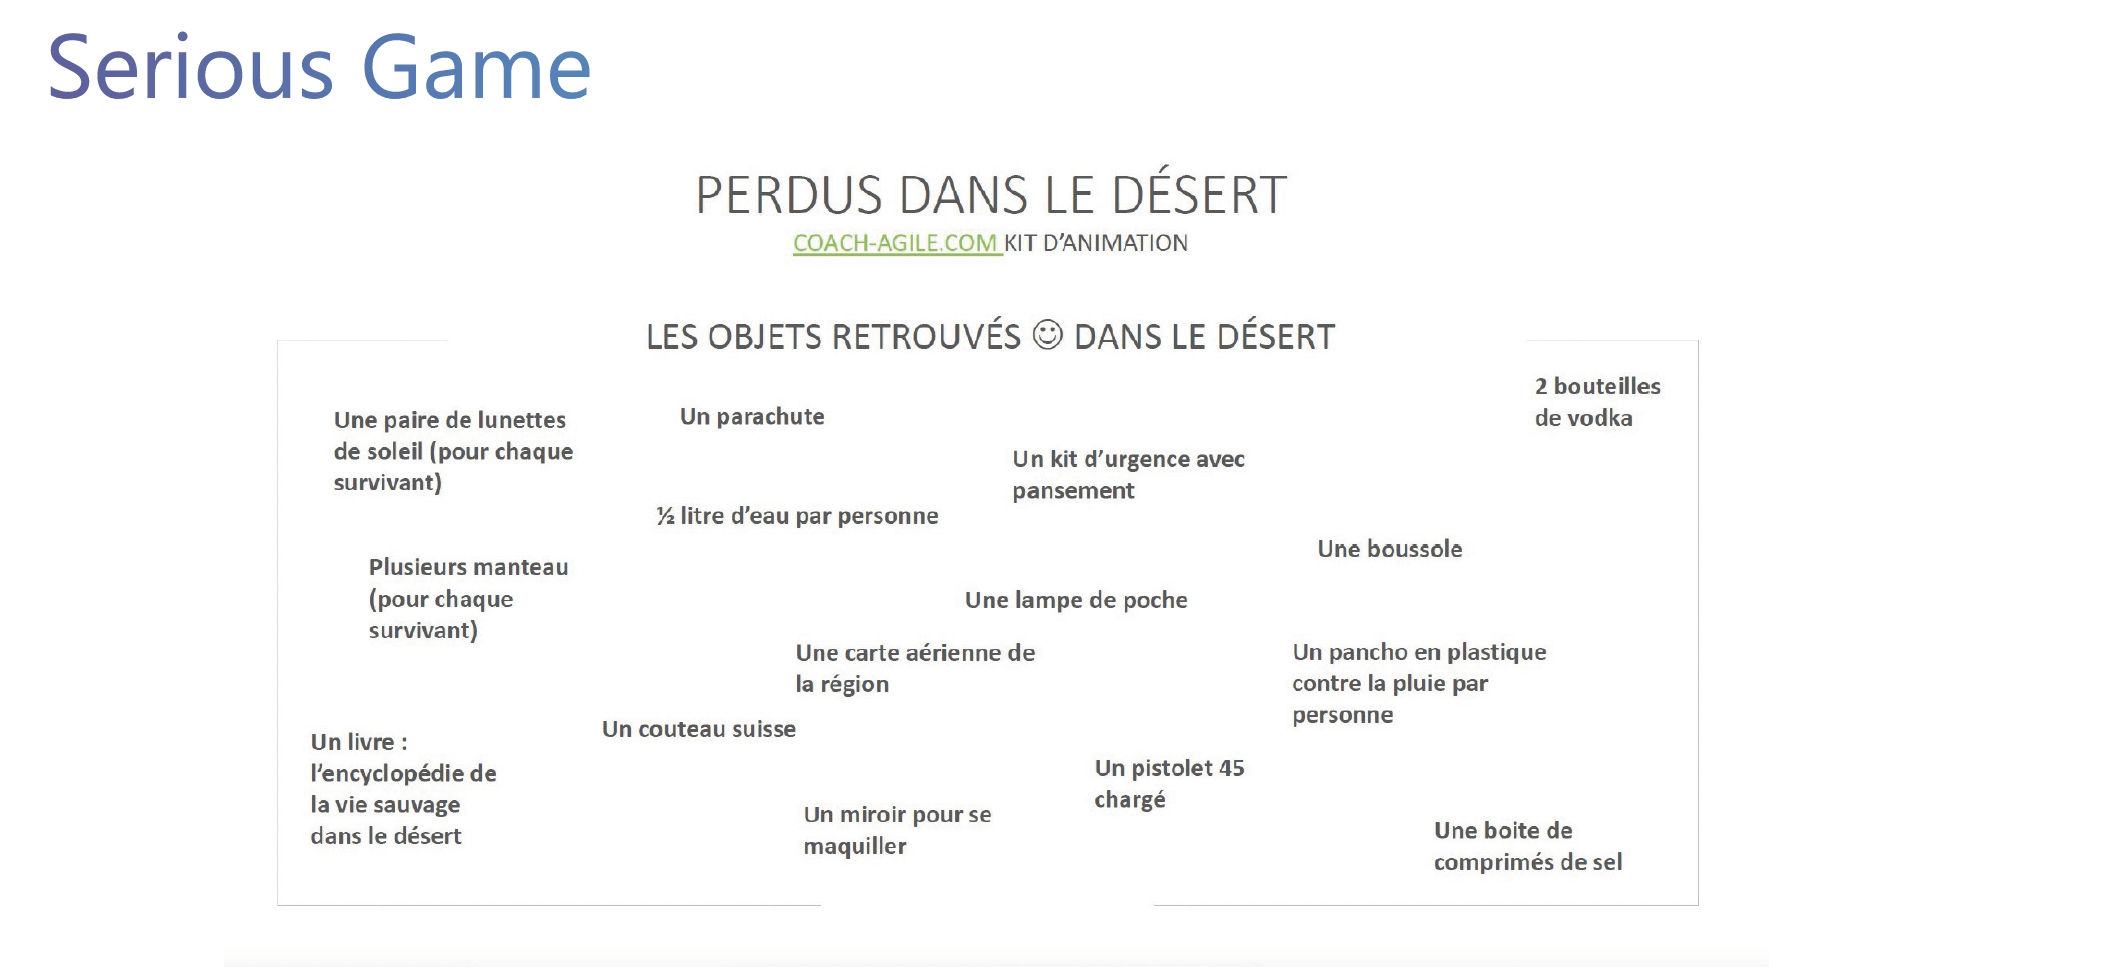 Serious Game
PERDUS DANS LE DÉSERT
COACH-AGILE.COM KIT D’ANIMATION
LES OBJETS RETROUVÉS ☺ DANS LE DÉSERT
Une paire de lunettes
de soleil (pour chaque
survivant)
Un parachute
2 bouteilles
de vodka
Un kit d’urgence avec
pansement
½ litre d’eau par personne
Une boussole
Plusieurs manteau
(pour chaque
survivant)
Une lampe de poche
Une carte aérienne de
la région
Un pancho en plastique
contre la pluie par
personne
Un couteau suisse
Un livre :
l’encyclopédie de
la vie sauvage
dans le désert
Un pistolet 45
chargé
Un miroir pour se
maquiller
Une boite de
comprimés de sel